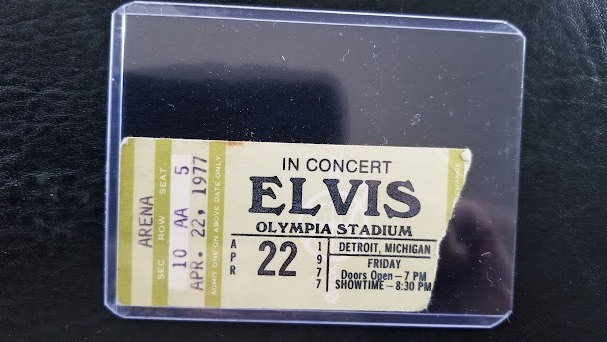 ARENA
SEC. ROW SEAT
10 AA 5
APR. 22, 1977
ADMIT ONE ON ABOVE DATE ONLY
IN CONCERT
ELVIS
OLYMPIA STADIUM
APR
22
1977
DETROIT, MICHIGAN
FRIDAY
Doors Open — 7 PM
SHOWTIME — 8:30 PM